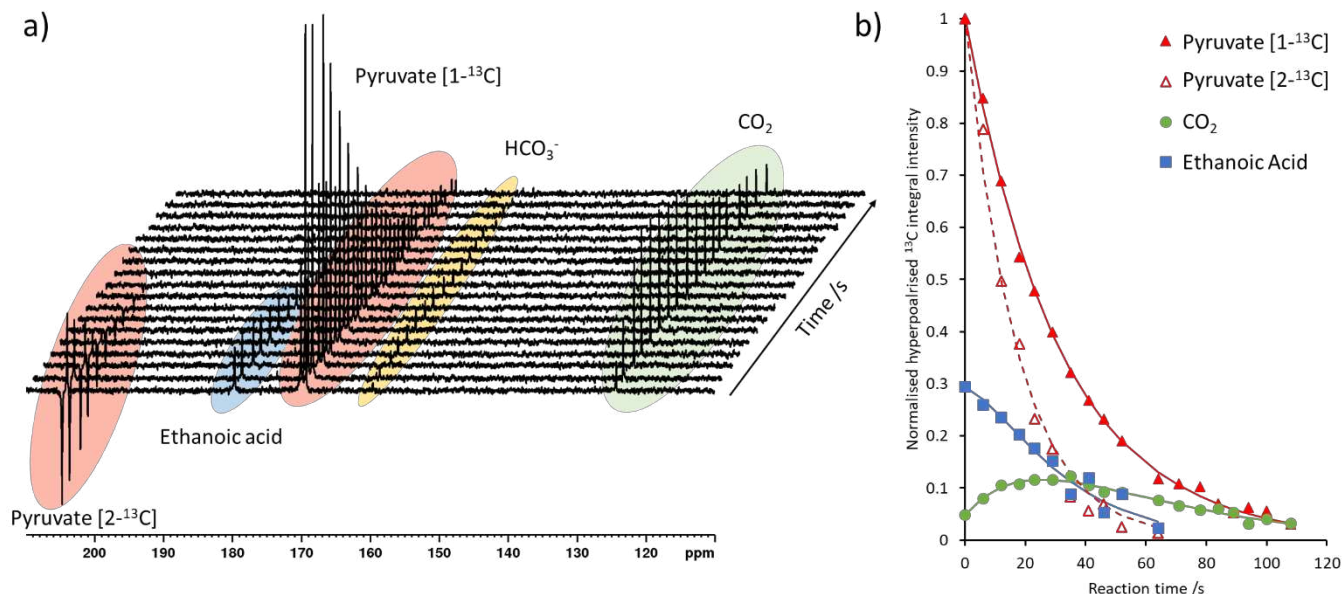 a)
Pyruvate [1-¹³C]
HCO₃⁻
CO₂
Time /s
Ethanoic acid
Pyruvate [2-¹³C]
200 190 180 170 160 150 140 130 120 ppm
b)
Normalised hyperpoalrised ¹³C integral intensity
1
0.9
0.8
0.7
0.6
0.5
0.4
0.3
0.2
0.1
0
0 20 40 60 80 100 120
Reaction time /s
Pyruvate [1-¹³C]
Pyruvate [2-¹³C]
CO₂
Ethanoic Acid